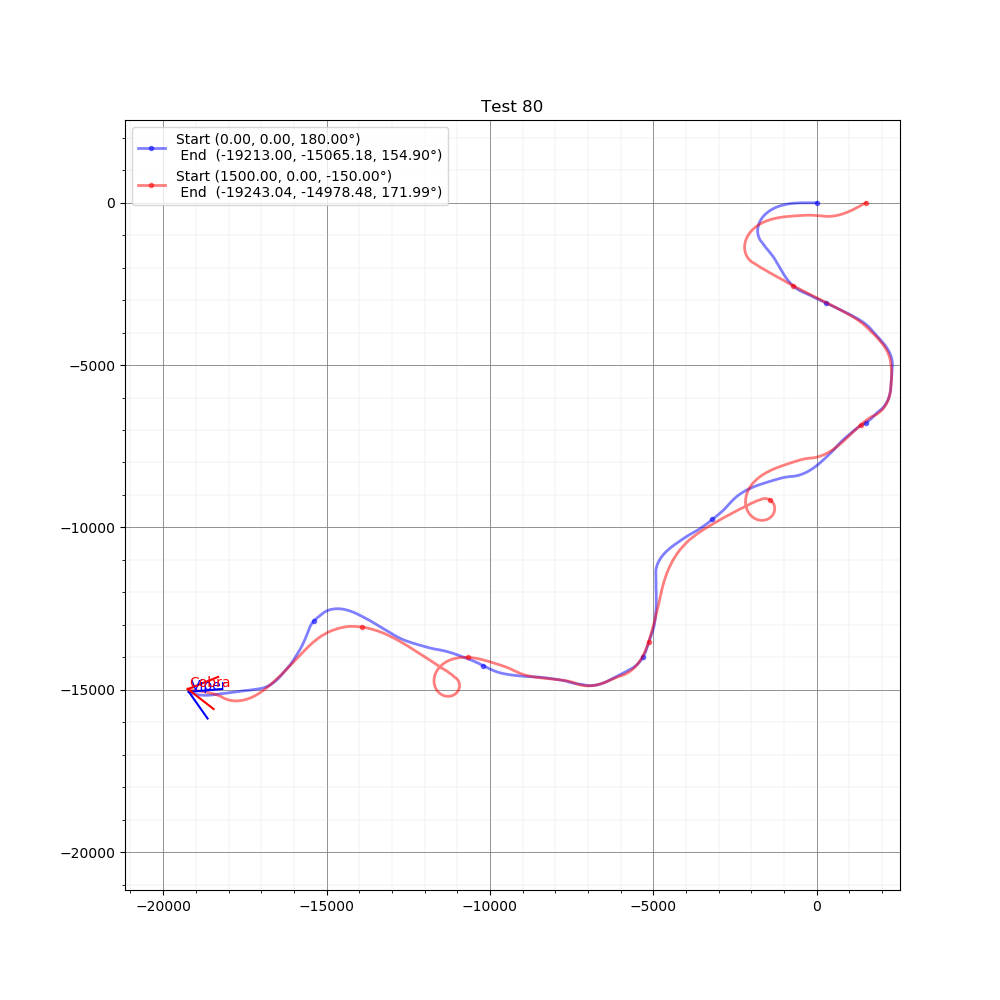 Test 80
Start (0.00, 0.00, 180.00°)
End (-19213.00, -15065.18, 154.90°)
Start (1500.00, 0.00, -150.00°)
End (-19243.04, -14978.48, 171.99°)
0
−5000
−10000
−15000
−20000
Cobra
−20000 −15000 −10000 −5000 0